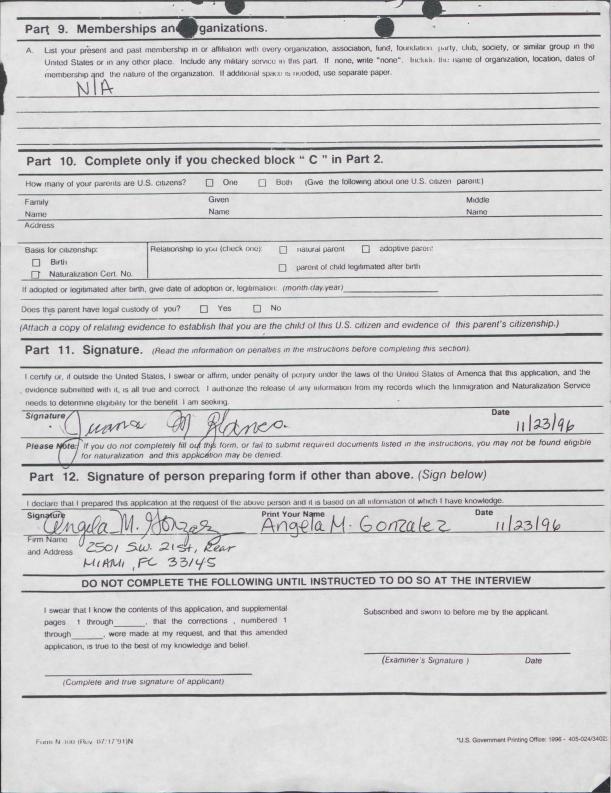 Part 9. Memberships and Organizations.
A. List your present and past membership in or affiliation with every organization, association, fund, foundation, party, club, society, or similar group in the
United States or in any other place. Include any military service in this part. If none, write "none". Include the name of organization, location, dates of
membership and the nature of the organization. If additional space is needed, use separate paper.
N/A
Part 10. Complete only if you checked block " C " in Part 2.
How many of your parents are U.S. citizens? ☐ One ☐ Both (Give the following about one U.S. citizen parent:)
Family Given Middle
Name Name Name
Address
Basis for citizenship: Relationship to you (check one): ☐ natural parent ☐ adoptive parent
☐ Birth
☐ parent of child legitimated after birth
☐ Naturalization Cert. No.
If adopted or legitimated after birth, give date of adoption or, legitimation: (month day year)
Does this parent have legal custody of you? ☐ Yes ☐ No
(Attach a copy of relating evidence to establish that you are the child of this U.S. citizen and evidence of this parent's citizenship.)
Part 11. Signature. (Read the information on penalties in the instructions before completing this section).
I certify or, if outside the United States, I swear or affirm, under penalty of perjury under the laws of the United States of America that this application, and the
evidence submitted with it, is all true and correct. I authorize the release of any information from my records which the Immigration and Naturalization Service
needs to determine eligibility for the benefit. I am seeking.
Signature Date
Juana M 11/23/96
Please Note: If you do not completely fill out this form, or fail to submit required documents listed in the instructions, you may not be found eligible
for naturalization and this application may be denied.
Part 12. Signature of person preparing form if other than above. (Sign below)
I declare that I prepared this application at the request of the above person and it is based on all information of which I have knowledge.
Signature Print Your Name Date
Angela M. Gonzalez Angela M. Gonzalez 11/23/96
Firm Name
and Address
2501 S.W. 21st, Rear
MIAMI, FC 33145
DO NOT COMPLETE THE FOLLOWING UNTIL INSTRUCTED TO DO SO AT THE INTERVIEW
I swear that I know the contents of this application, and supplemental
pages 1 through______, that the corrections , numbered 1
through______, were made at my request, and that this amended
application, is true to the best of my knowledge and belief.
(Complete and true signature of applicant)
Subscribed and sworn to before me by the applicant.
(Examiner's Signature ) Date
Form N-400 (Rev. 07/17/91)N
*U.S. Government Printing Office: 1996 - 405-024/3402